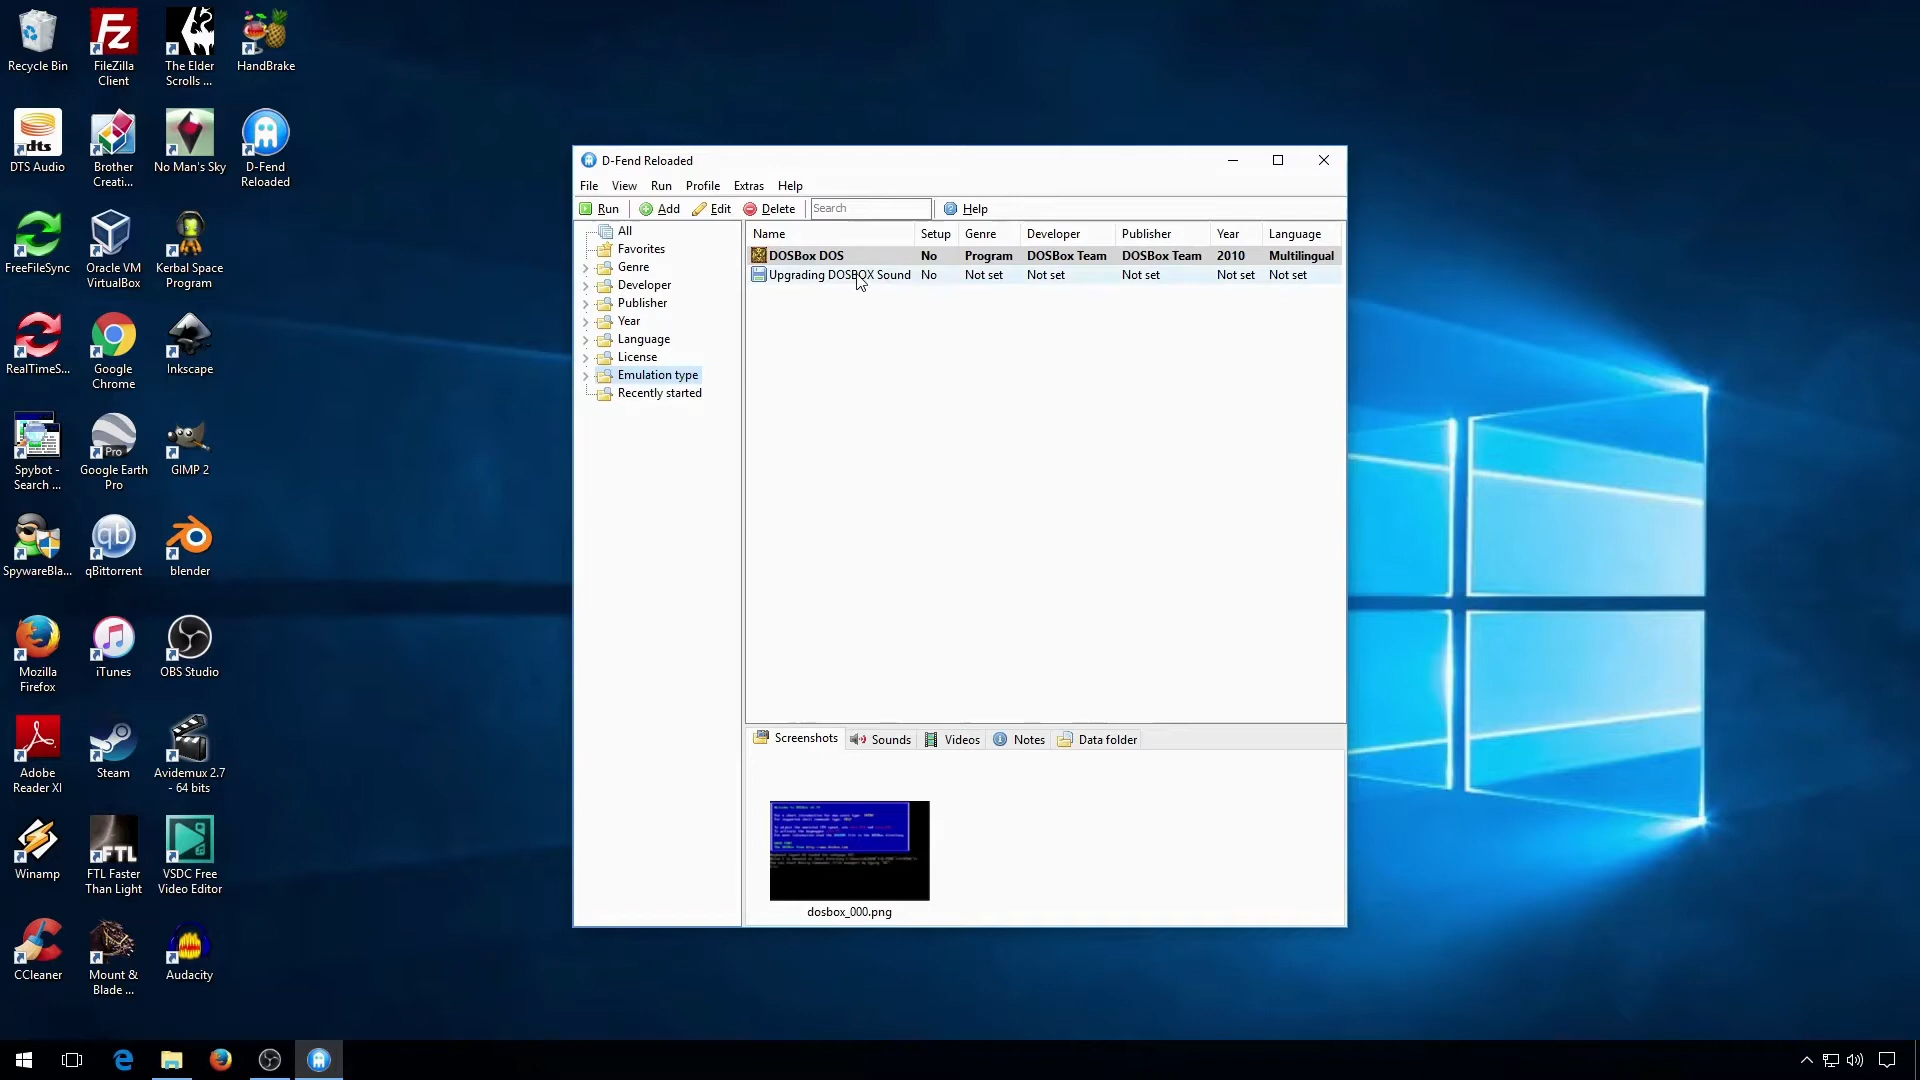 Recycle Bin
FileZilla
Client
The Elder
Scrolls ...
HandBrake
DTS Audio
Brother
Creati...
No Man's Sky
D-Fend
Reloaded
FreeFileSync
Oracle VM
VirtualBox
Kerbal Space
Program
RealTimeS...
Google
Chrome
Inkscape
Spybot -
Search ...
Google Earth
Pro
GIMP 2
SpywareBla...
qBittorrent
blender
Mozilla
Firefox
iTunes
OBS Studio
Adobe
Reader XI
Steam
Avidemux 2.7
- 64 bits
Winamp
FTL Faster
Than Light
VSDC Free
Video Editor
CCleaner
Mount &
Blade ...
Audacity
D-Fend Reloaded
File View Run Profile Extras Help
Run Add Edit Delete Search Help
All
Favorites
Genre
Developer
Publisher
Year
Language
License
Emulation type
Recently started
Name Setup Genre Developer Publisher Year Language
DOSBox DOS No Program DOSBox Team DOSBox Team 2010 Multilingual
Upgrading DOSBOX Sound No Not set Not set Not set Not set Not set
Screenshots Sounds Videos Notes Data folder
dosbox_000.png